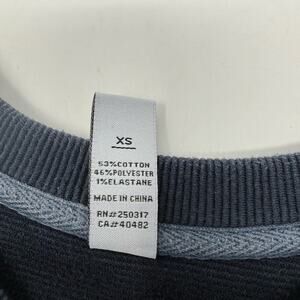 XS
53%COTTON
46%POLYESTER
1%ELASTANE
MADE IN CHINA
RN#250317
CA#40482